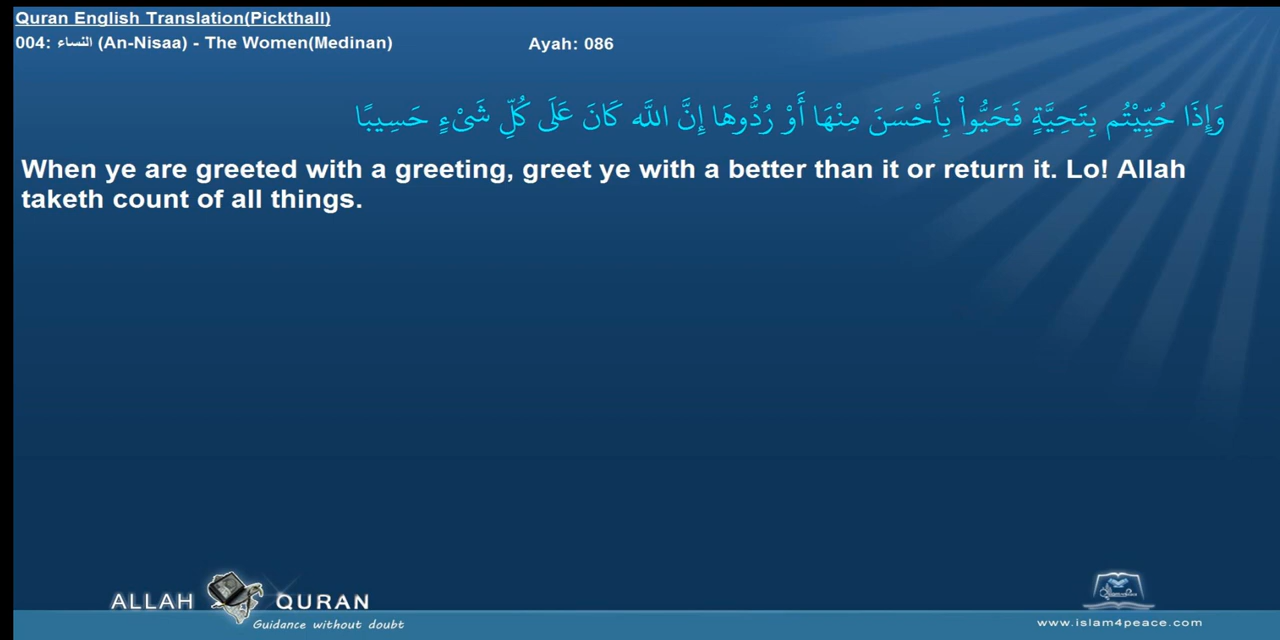 Quran English Translation(Pickthall)
004: النساء (An-Nisaa) - The Women(Medinan)
Ayah: 086
وَإِذَا حُيِّيْتُم بِتَحِيَّةٍ فَحَيُّواْ بِأَحْسَنَ مِنْهَا أَوْ رُدُّوهَا إِنَّ اللَّه كَانَ عَلَى كُلِّ شَىْءٍ حَسِيبًا
When ye are greeted with a greeting, greet ye with a better than it or return it. Lo! Allah
taketh count of all things.
ALLAH QURAN
Guidance without doubt
www.islam4peace.com